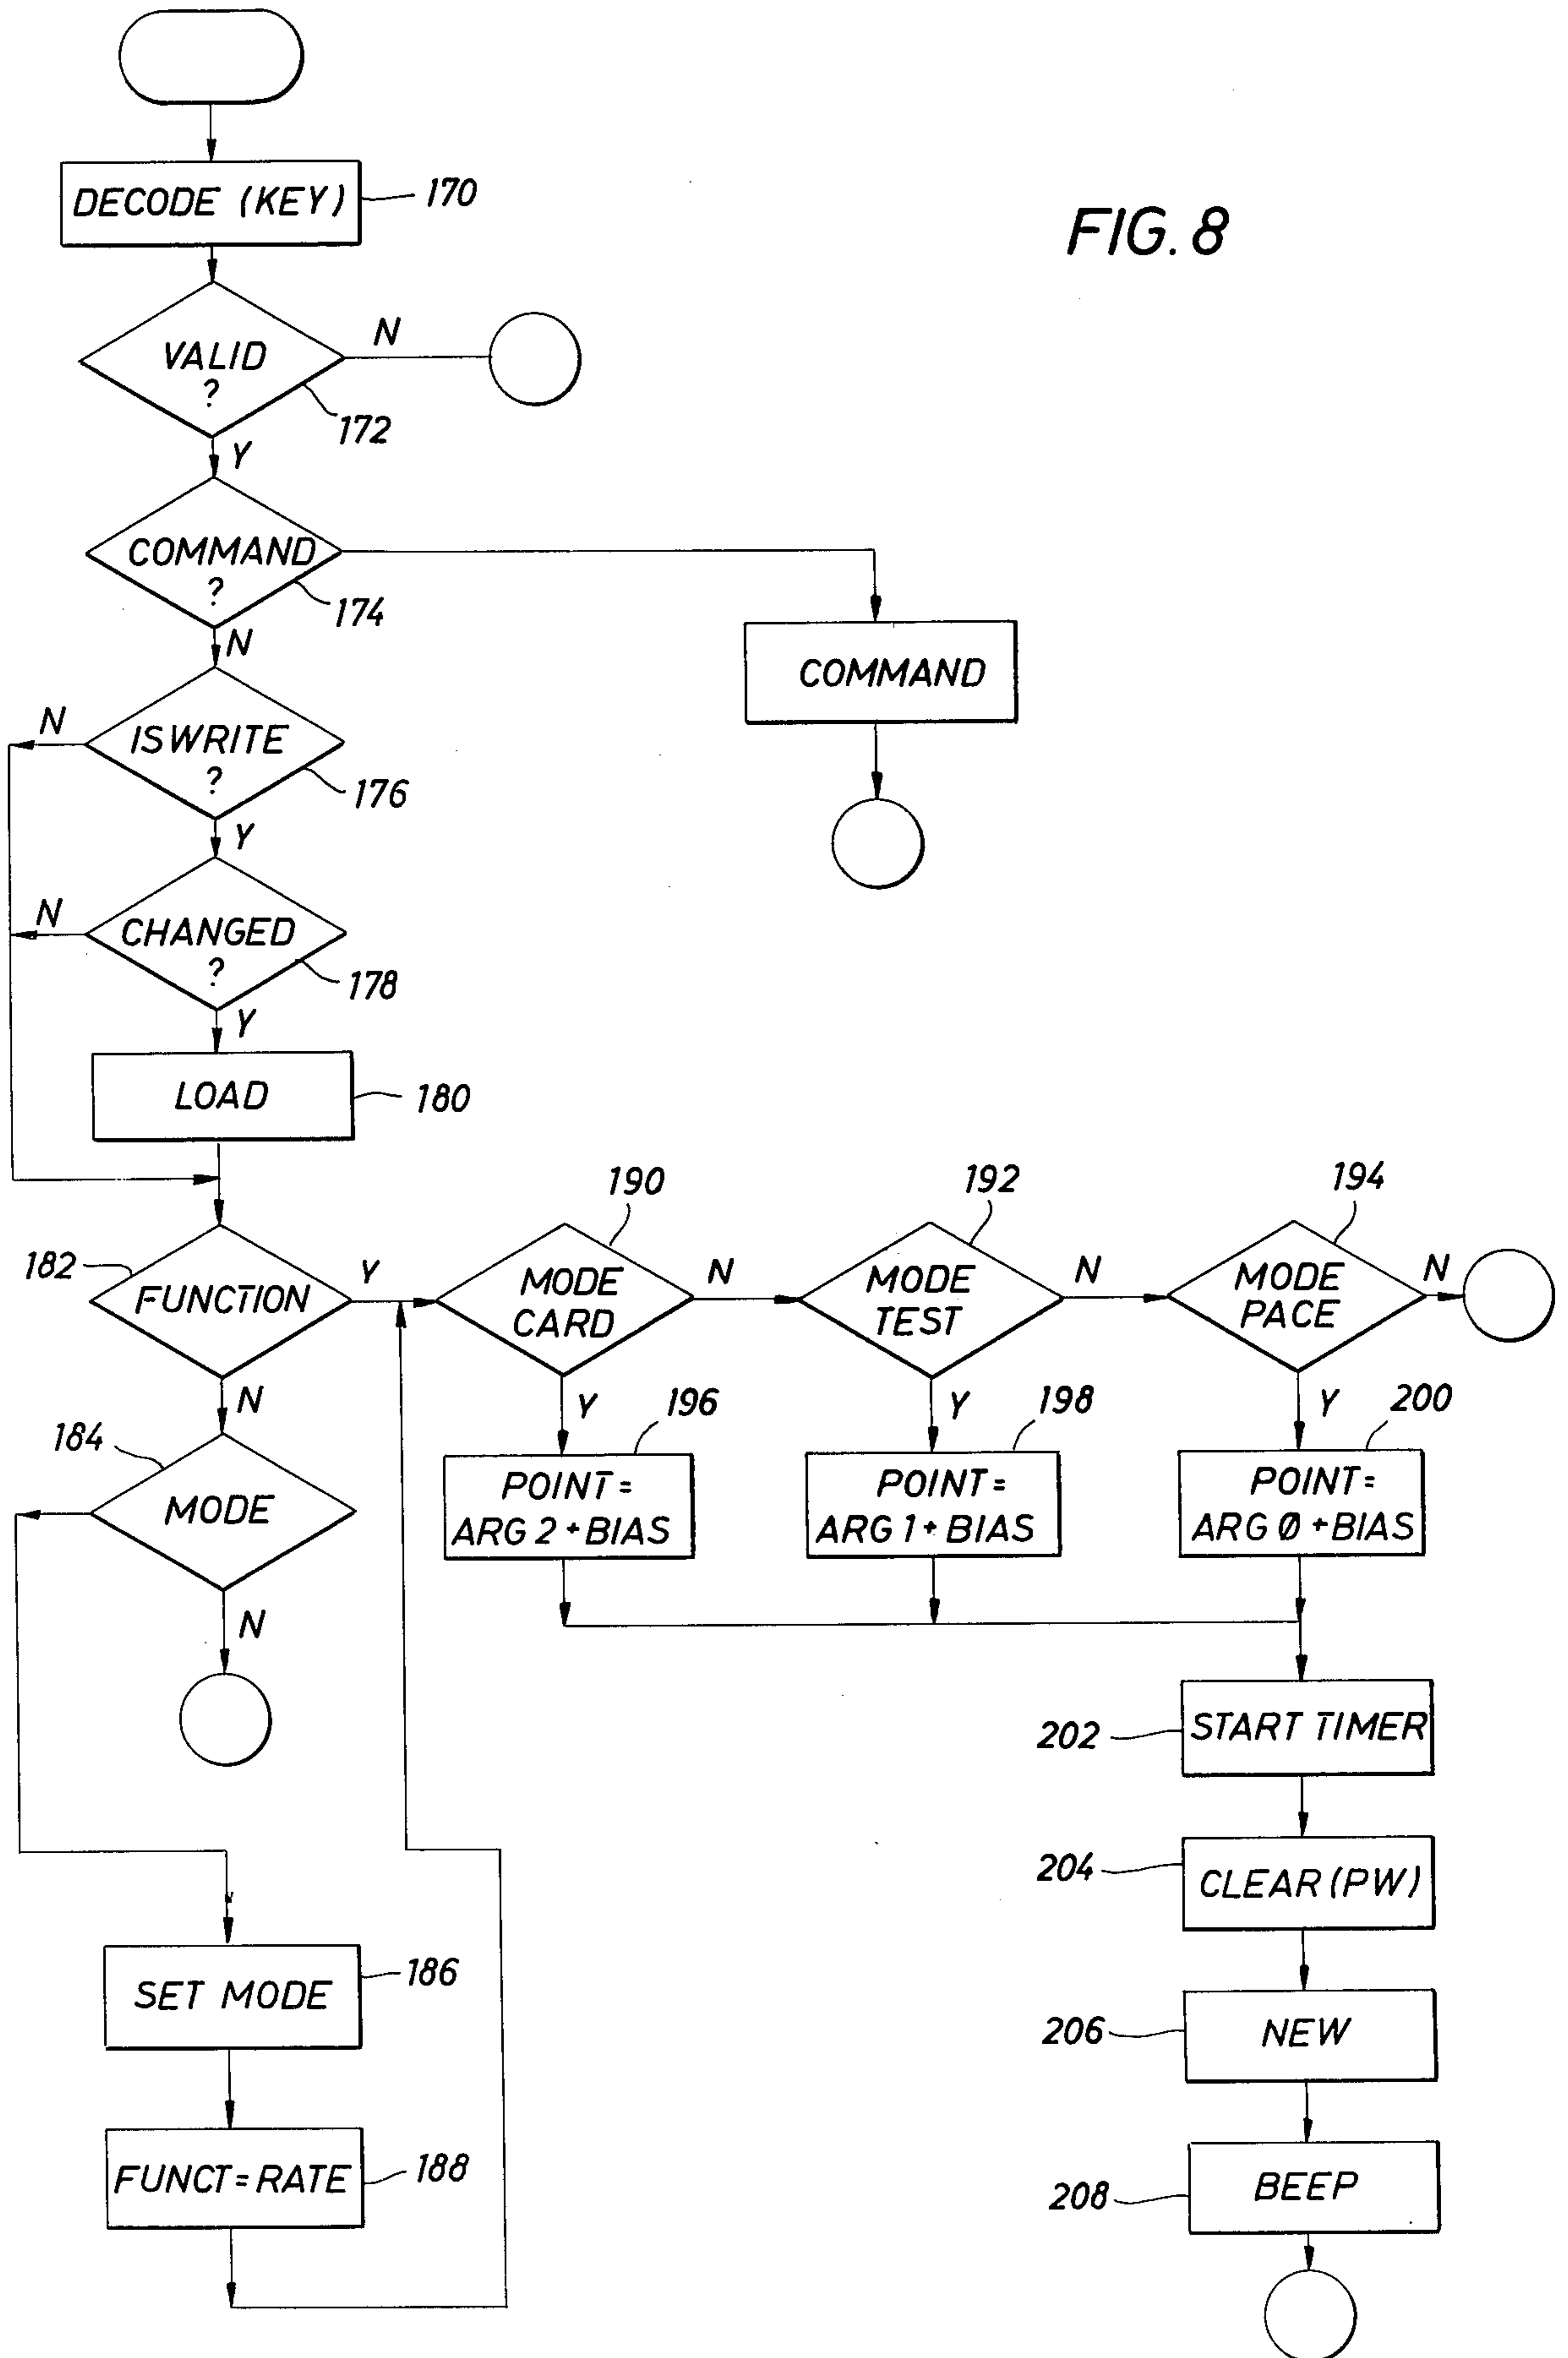 FIG. 8
DECODE (KEY)
170
VALID
?
N
172
Y
COMMAND
?
174
N
COMMAND
ISWRITE
?
N
176
Y
CHANGED
?
N
178
Y
LOAD
180
182
FUNCTION
Y
N
190
MODE
CARD
N
Y
192
MODE
TEST
N
Y
194
MODE
PACE
N
Y
184
MODE
N
196
POINT=
ARG 2 + BIAS
198
POINT=
ARG 1 + BIAS
200
POINT=
ARG Ø + BIAS
202
START TIMER
204
CLEAR (PW)
186
SET MODE
206
NEW
188
FUNCT=RATE
208
BEEP